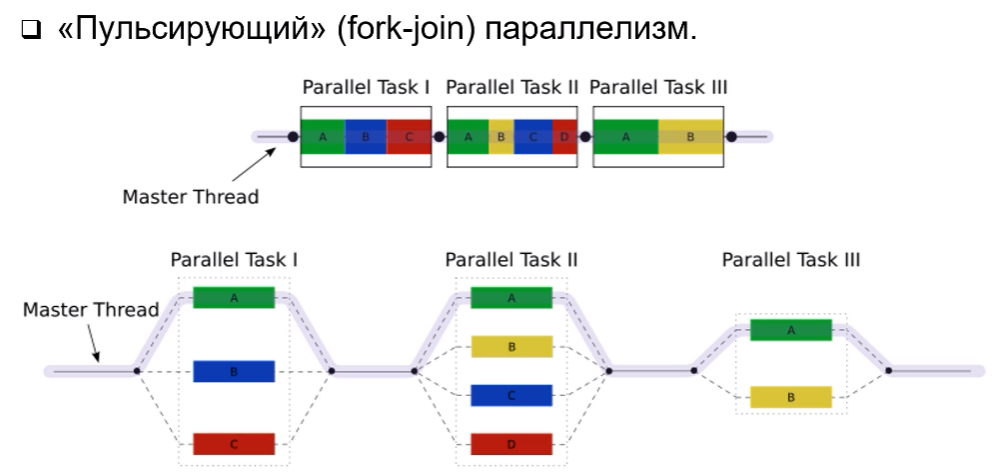 «Пульсирующий» (fork-join) параллелизм.
Parallel Task I Parallel Task II Parallel Task III
A B C A B C D A B
Master Thread
Parallel Task I Parallel Task II Parallel Task III
Master Thread
A A A
B B B
C C
D